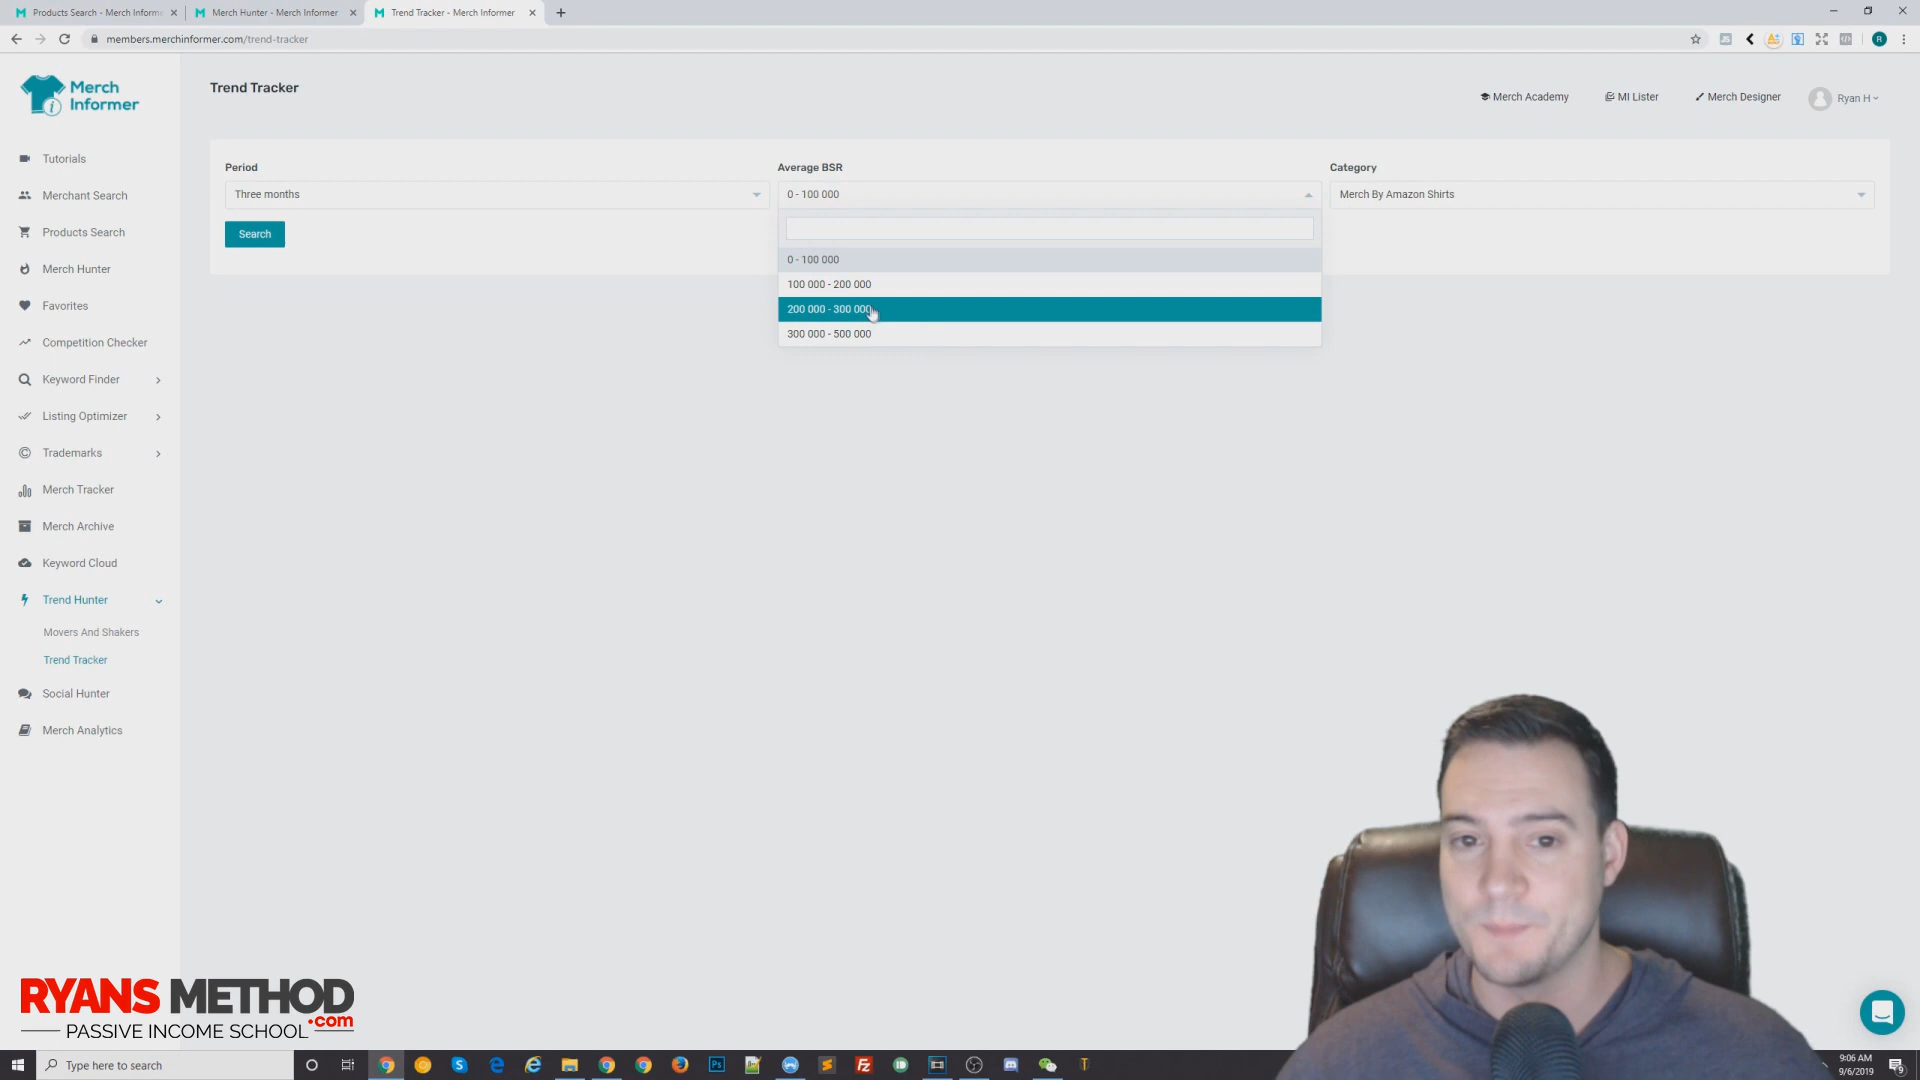 Products Search - Merch Informe
Merch Hunter - Merch Informer
Trend Tracker - Merch Informer
members.merchinformer.com/trend-tracker
Merch
Informer
Trend Tracker
Merch Academy
MI Lister
Merch Designer
Ryan H
Tutorials
Merchant Search
Products Search
Merch Hunter
Favorites
Competition Checker
Keyword Finder
Listing Optimizer
Trademarks
Merch Tracker
Merch Archive
Keyword Cloud
Trend Hunter
Movers And Shakers
Trend Tracker
Social Hunter
Merch Analytics
Period
Three months
Search
Average BSR
0 - 100 000
0 - 100 000
100 000 - 200 000
200 000 - 300 000
300 000 - 500 000
Category
Merch By Amazon Shirts
RYANS METHOD
.com
PASSIVE INCOME SCHOOL
Type here to search
9:06 AM
9/6/2019